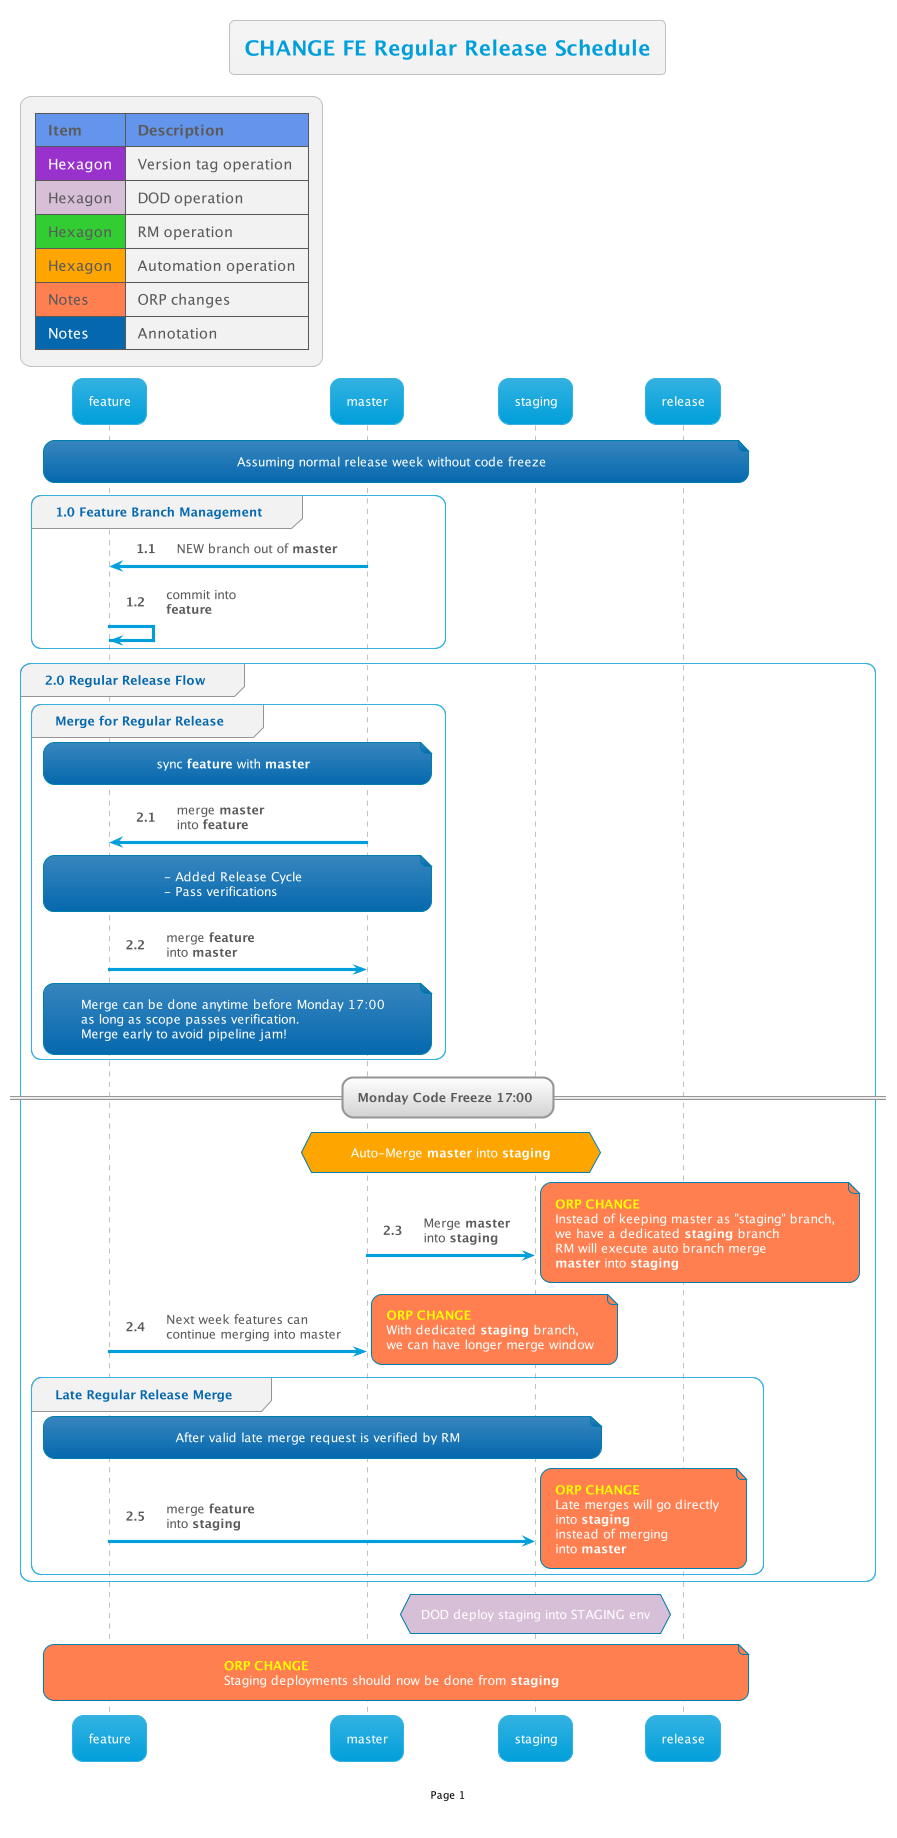 CHANGE FE Regular Release Schedule
Item Description
Hexagon Version tag operation
Hexagon DOD operation
Hexagon RM operation
Hexagon Automation operation
Notes ORP changes
Notes Annotation
feature master staging release
Assuming normal release week without code freeze
1.0 Feature Branch Management
1.1 NEW branch out of master
1.2 commit into
feature
2.0 Regular Release Flow
Merge for Regular Release
sync feature with master
2.1 merge master
into feature
- Added Release Cycle
- Pass verifications
2.2 merge feature
into master
Merge can be done anytime before Monday 17:00
as long as scope passes verification.
Merge early to avoid pipeline jam!
Monday Code Freeze 17:00
Auto-Merge master into staging
2.3 Merge master
into staging
ORP CHANGE
Instead of keeping master as "staging" branch,
we have a dedicated staging branch
RM will execute auto branch merge
master into staging
2.4 Next week features can
continue merging into master
ORP CHANGE
With dedicated staging branch,
we can have longer merge window
Late Regular Release Merge
After valid late merge request is verified by RM
2.5 merge feature
into staging
ORP CHANGE
Late merges will go directly
into staging
instead of merging
into master
DOD deploy staging into STAGING env
ORP CHANGE
Staging deployments should now be done from staging
feature master staging release
Page 1